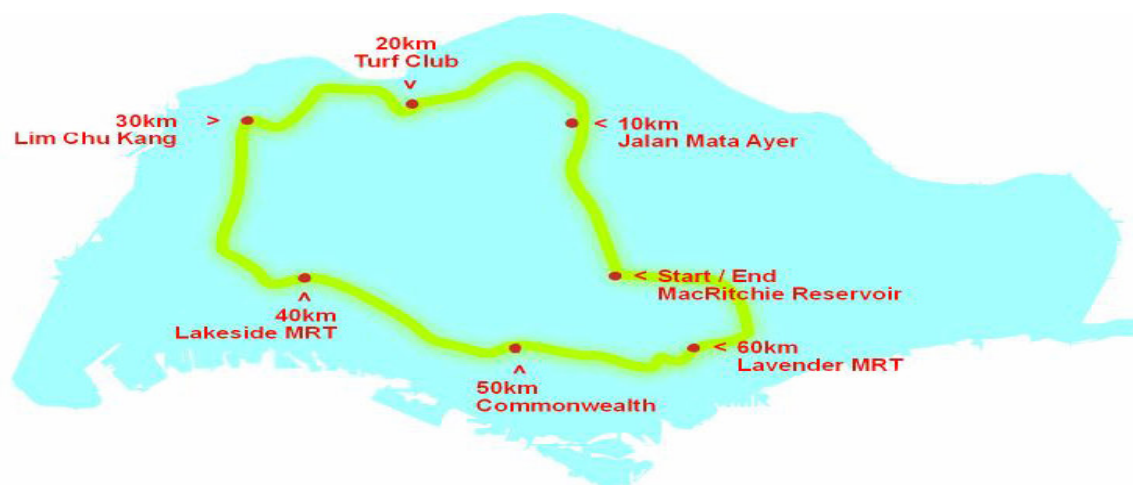 20km
Turf Club
v
30km >
Lim Chu Kang
< 10km
Jalan Mata Ayer
< Start / End
MacRitchie Reservoir
^
40km
Lakeside MRT
< 60km
Lavender MRT
^
50km
Commonwealth